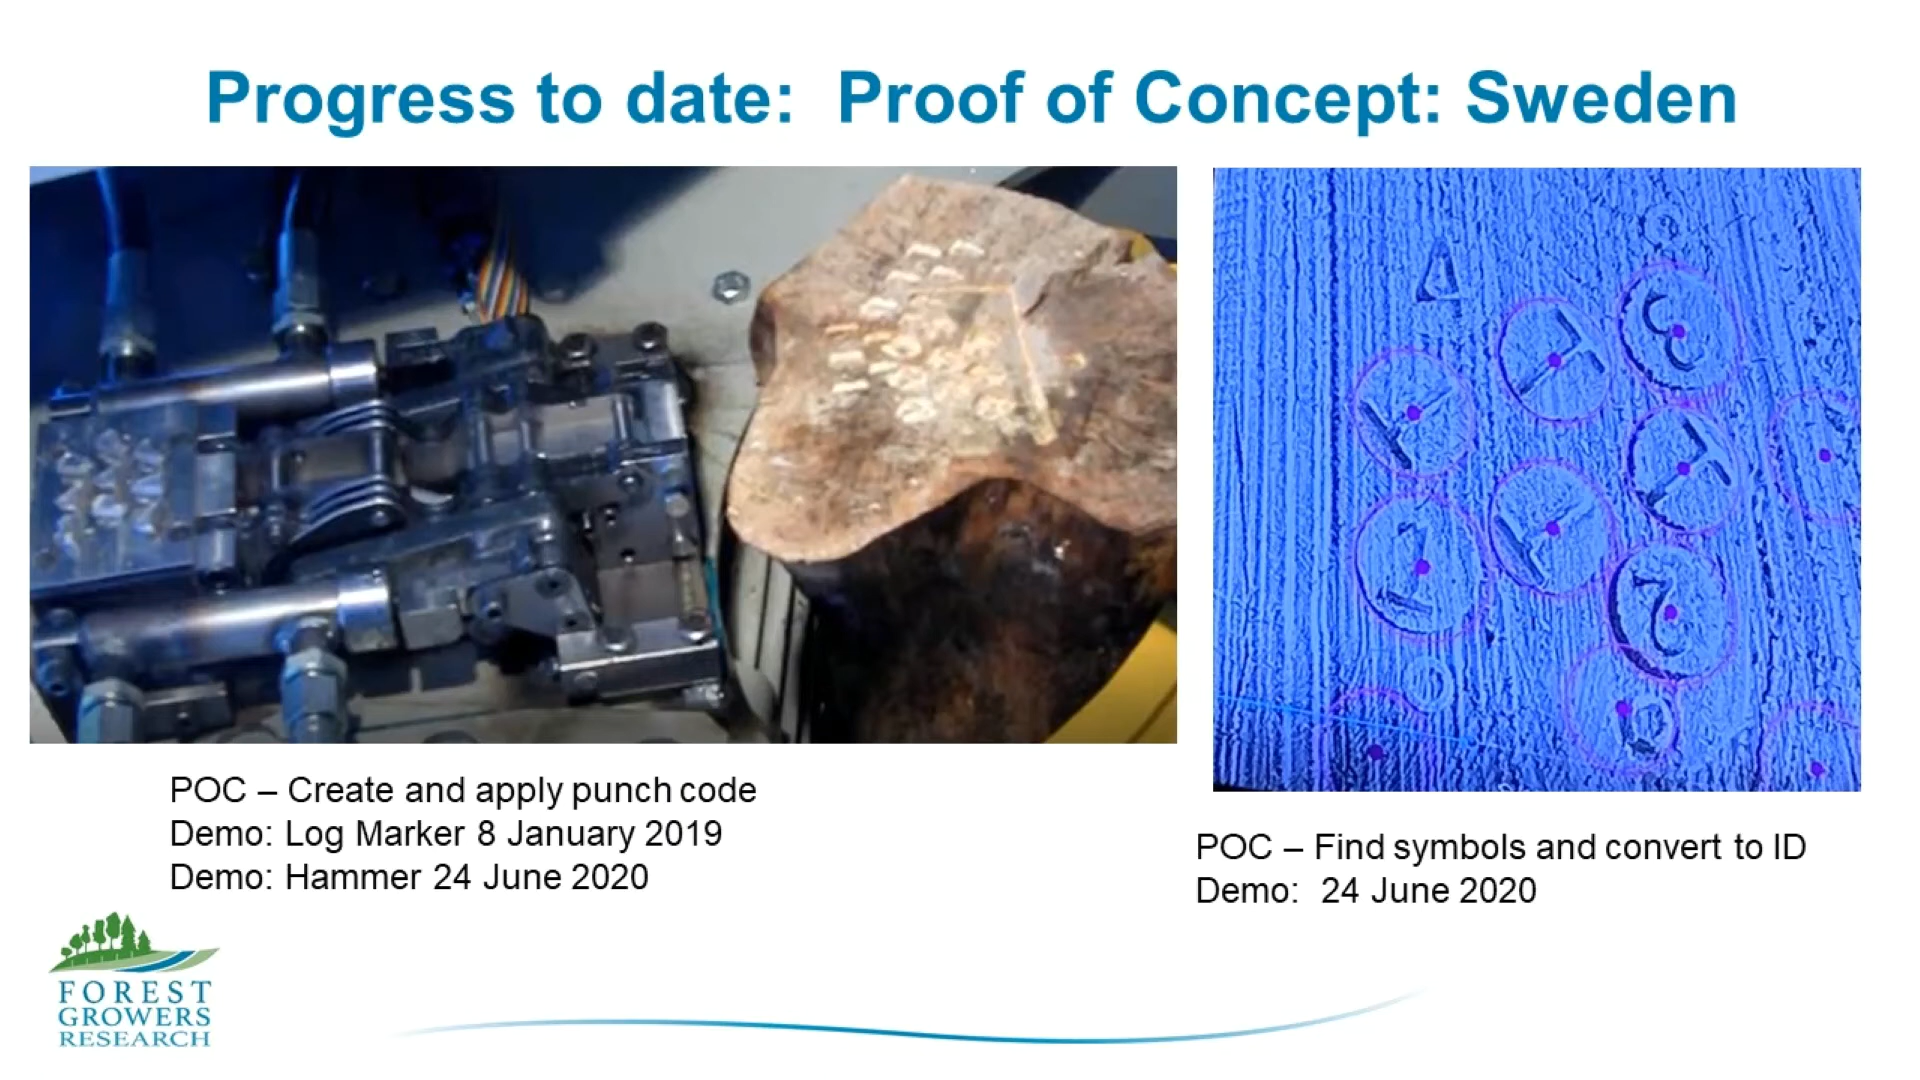 Progress to date:  Proof of Concept: Sweden
POC – Create and apply punch code
Demo: Log Marker 8 January 2019
Demo: Hammer 24 June 2020
POC – Find symbols and convert to ID
Demo:  24 June 2020
FOREST
GROWERS
RESEARCH